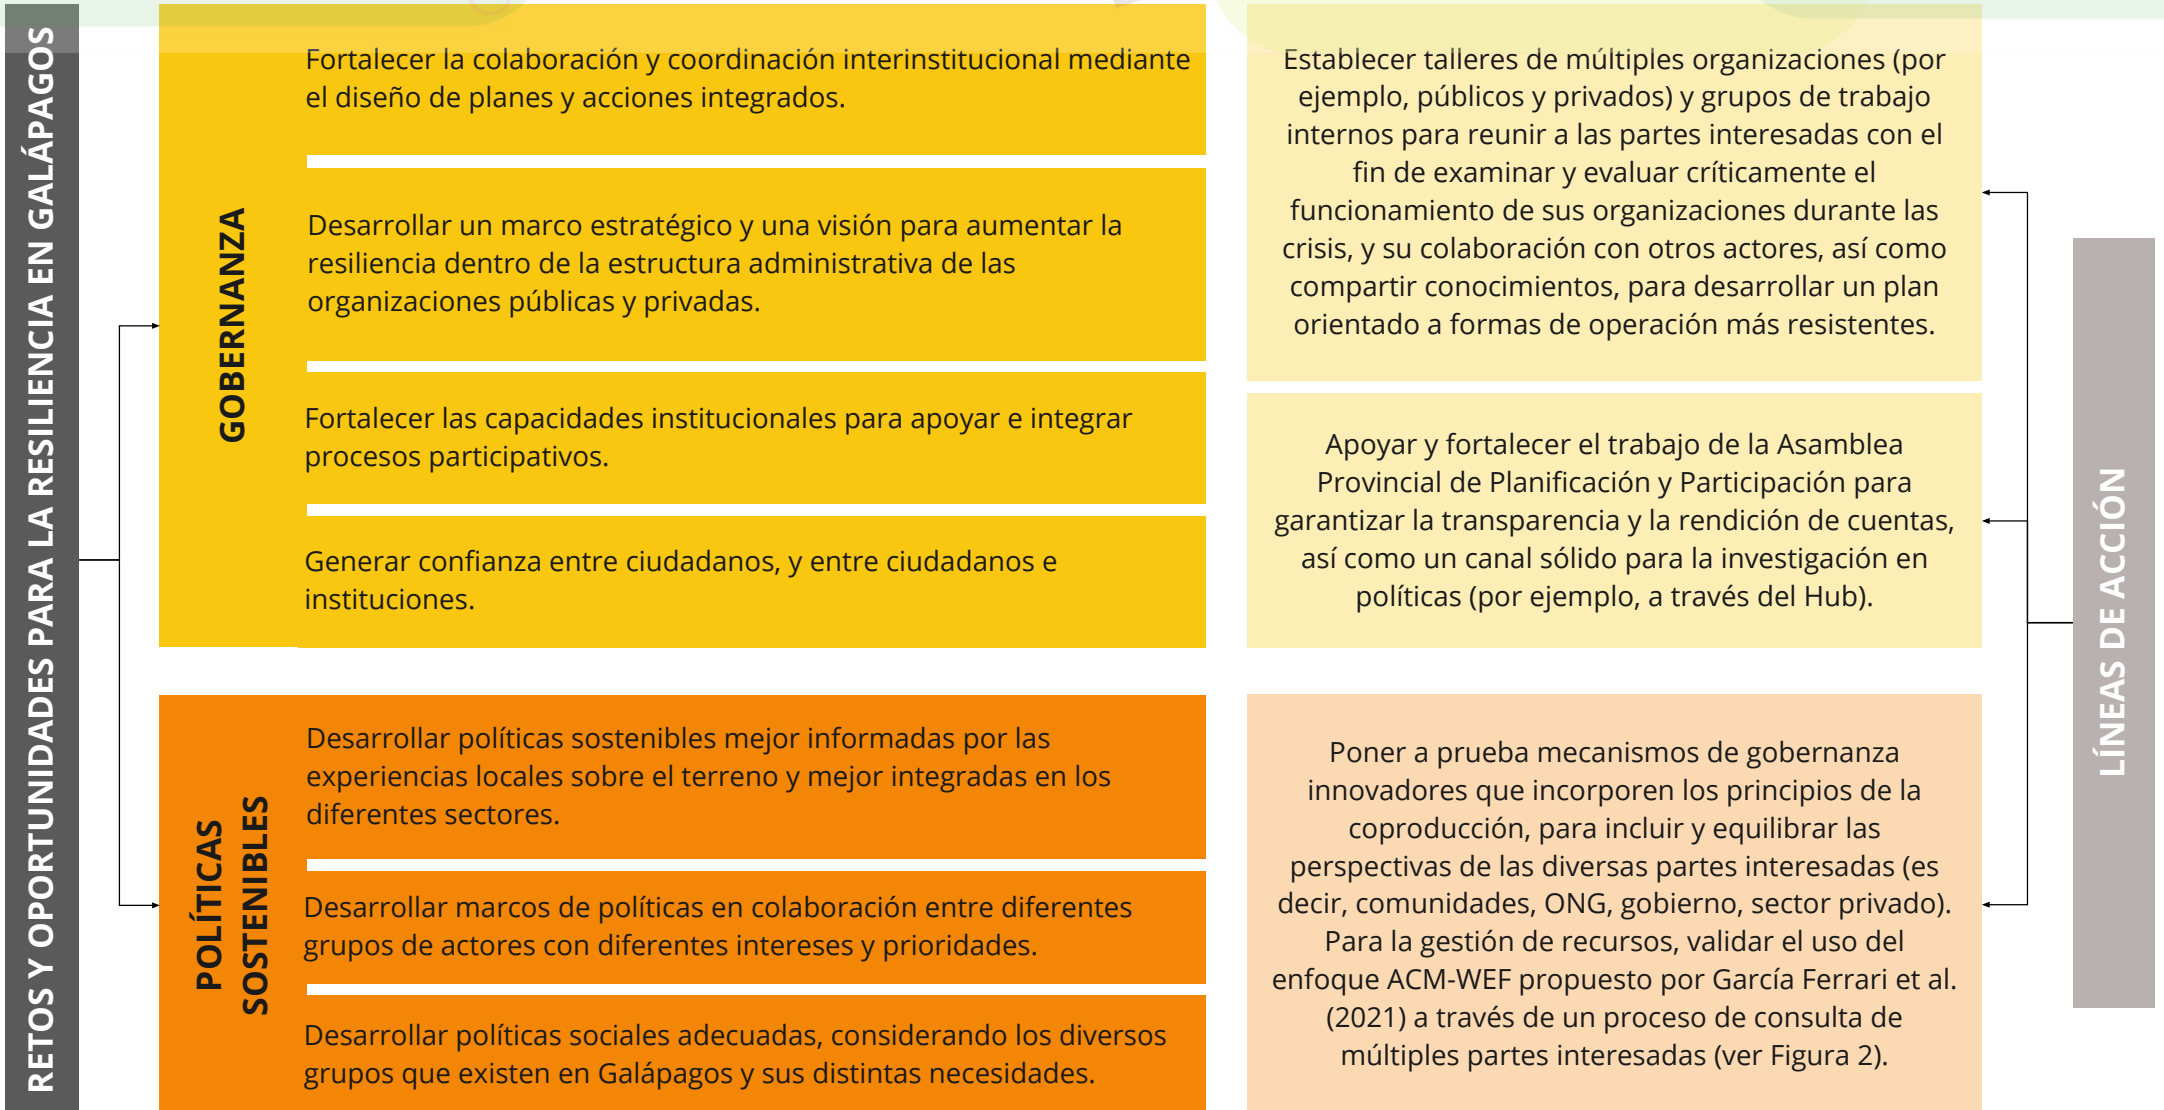 RETOS Y OPORTUNIDADES PARA LA RESILIENCIA EN GALÁPAGOS
GOBERNANZA
Fortalecer la colaboración y coordinación interinstitucional mediante
el diseño de planes y acciones integrados.
Desarrollar un marco estratégico y una visión para aumentar la
resiliencia dentro de la estructura administrativa de las
organizaciones públicas y privadas.
Fortalecer las capacidades institucionales para apoyar e integrar
procesos participativos.
Generar confianza entre ciudadanos, y entre ciudadanos e
instituciones.
Establecer talleres de múltiples organizaciones (por
ejemplo, públicos y privados) y grupos de trabajo
internos para reunir a las partes interesadas con el
fin de examinar y evaluar críticamente el
funcionamiento de sus organizaciones durante las
crisis, y su colaboración con otros actores, así como
compartir conocimientos, para desarrollar un plan
orientado a formas de operación más resistentes.
Apoyar y fortalecer el trabajo de la Asamblea
Provincial de Planificación y Participación para
garantizar la transparencia y la rendición de cuentas,
así como un canal sólido para la investigación en
políticas (por ejemplo, a través del Hub).
POLÍTICAS
SOSTENIBLES
Desarrollar políticas sostenibles mejor informadas por las
experiencias locales sobre el terreno y mejor integradas en los
diferentes sectores.
Desarrollar marcos de políticas en colaboración entre diferentes
grupos de actores con diferentes intereses y prioridades.
Desarrollar políticas sociales adecuadas, considerando los diversos
grupos que existen en Galápagos y sus distintas necesidades.
Poner a prueba mecanismos de gobernanza
innovadores que incorporen los principios de la
coproducción, para incluir y equilibrar las
perspectivas de las diversas partes interesadas (es
decir, comunidades, ONG, gobierno, sector privado).
Para la gestión de recursos, validar el uso del
enfoque ACM-WEF propuesto por García Ferrari et al.
(2021) a través de un proceso de consulta de
múltiples partes interesadas (ver Figura 2).
LÍNEAS DE ACCIÓN